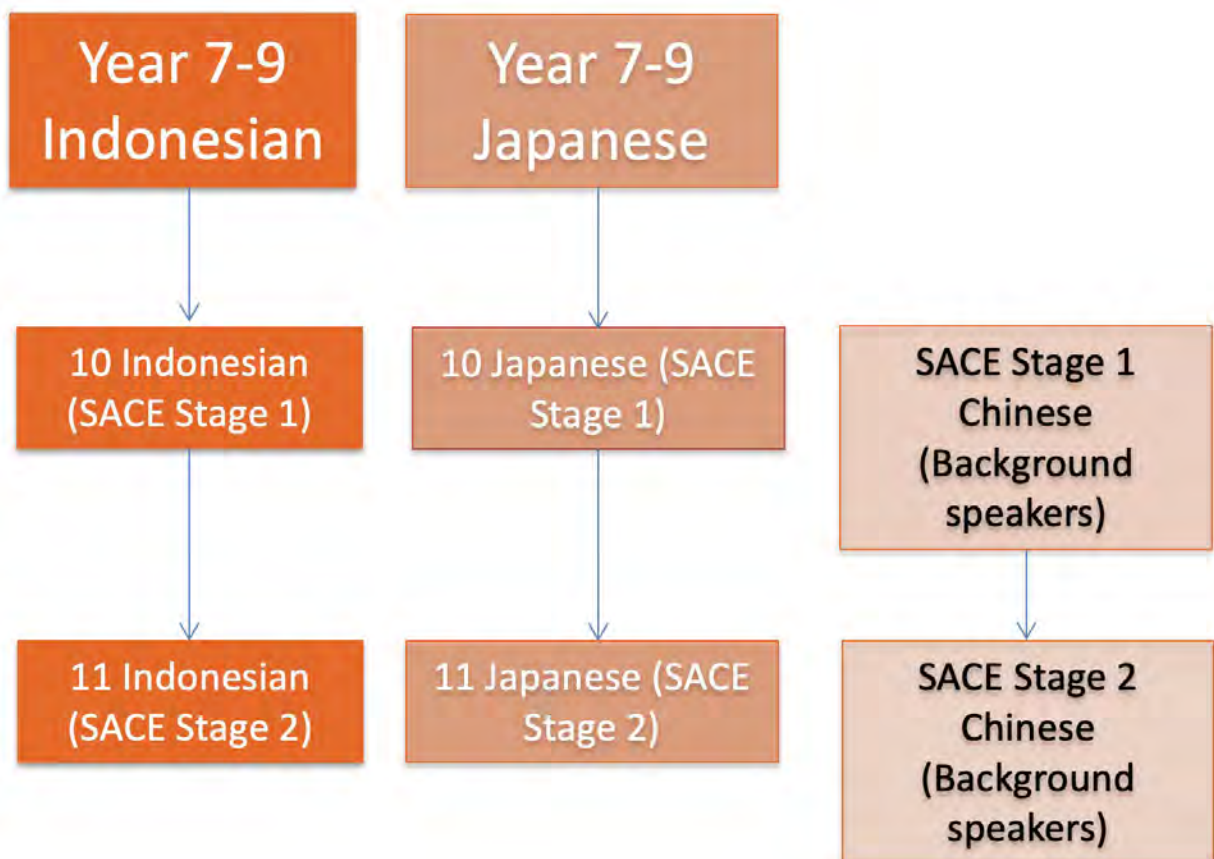 Year 7-9
Indonesian
Year 7-9
Japanese
10 Indonesian
(SACE Stage 1)
10 Japanese (SACE
Stage 1)
SACE Stage 1
Chinese
(Background
speakers)
11 Indonesian
(SACE Stage 2)
11 Japanese (SACE
Stage 2)
SACE Stage 2
Chinese
(Background
speakers)